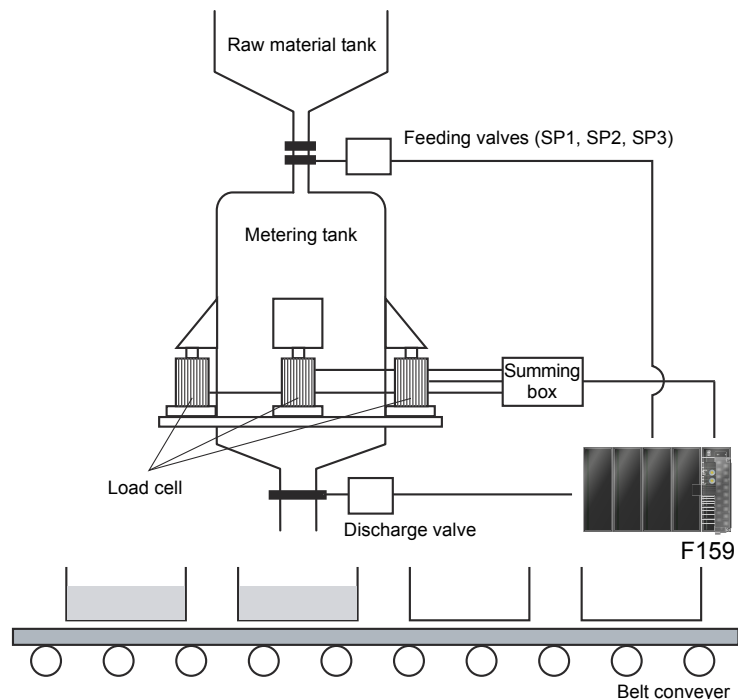 Raw material tank
Feeding valves (SP1, SP2, SP3)
Metering tank
Summing
box
Load cell
Discharge valve
F159
Belt conveyer